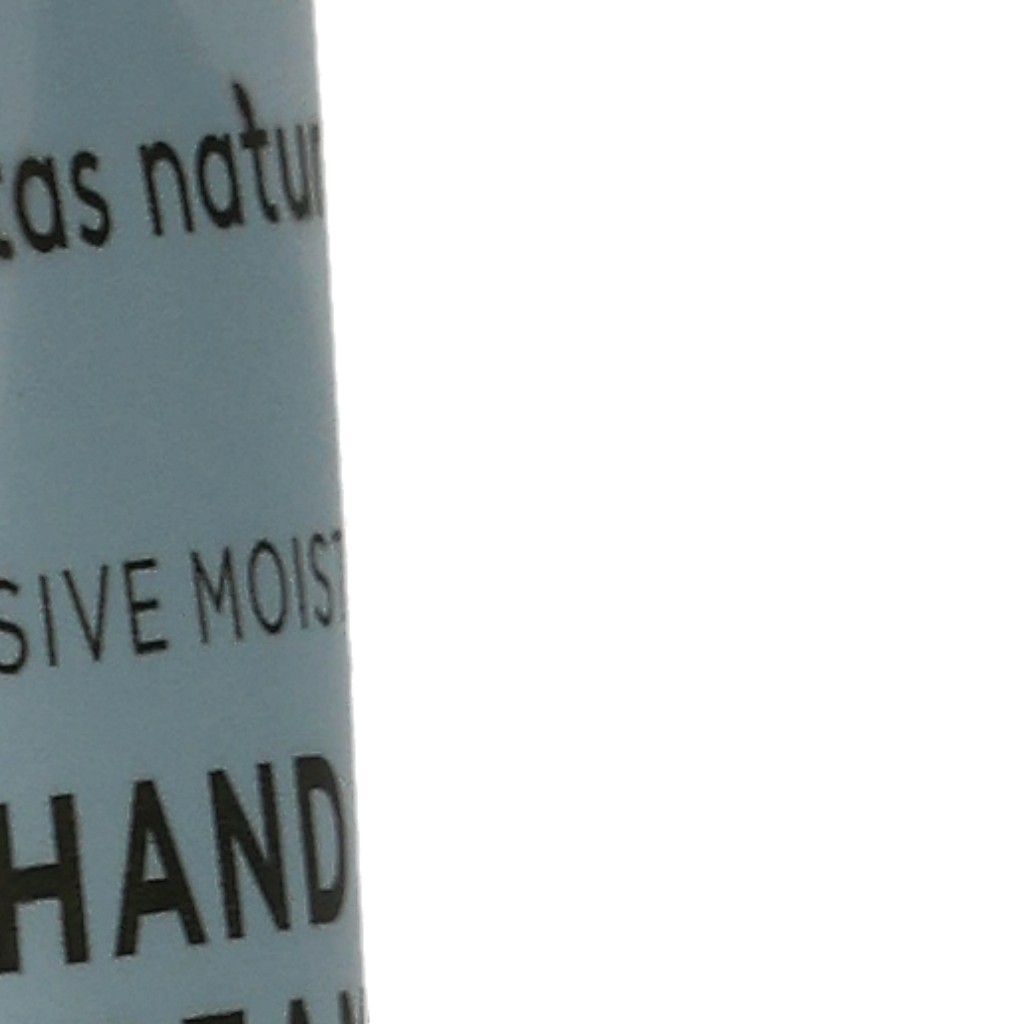 tas natur
SIVE MOIST
HAND